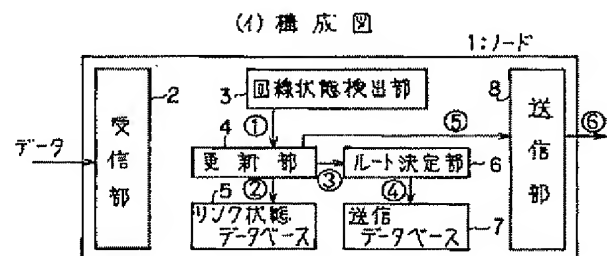 (イ) 構成図
1:ノード
2
受信部
3
回線状態検出部
8
送信部
⑥
①
⑤
データ
4
更新部
③
ルート決定部
6
5
②
④
リンク状態
データベース
送信
データベース
7